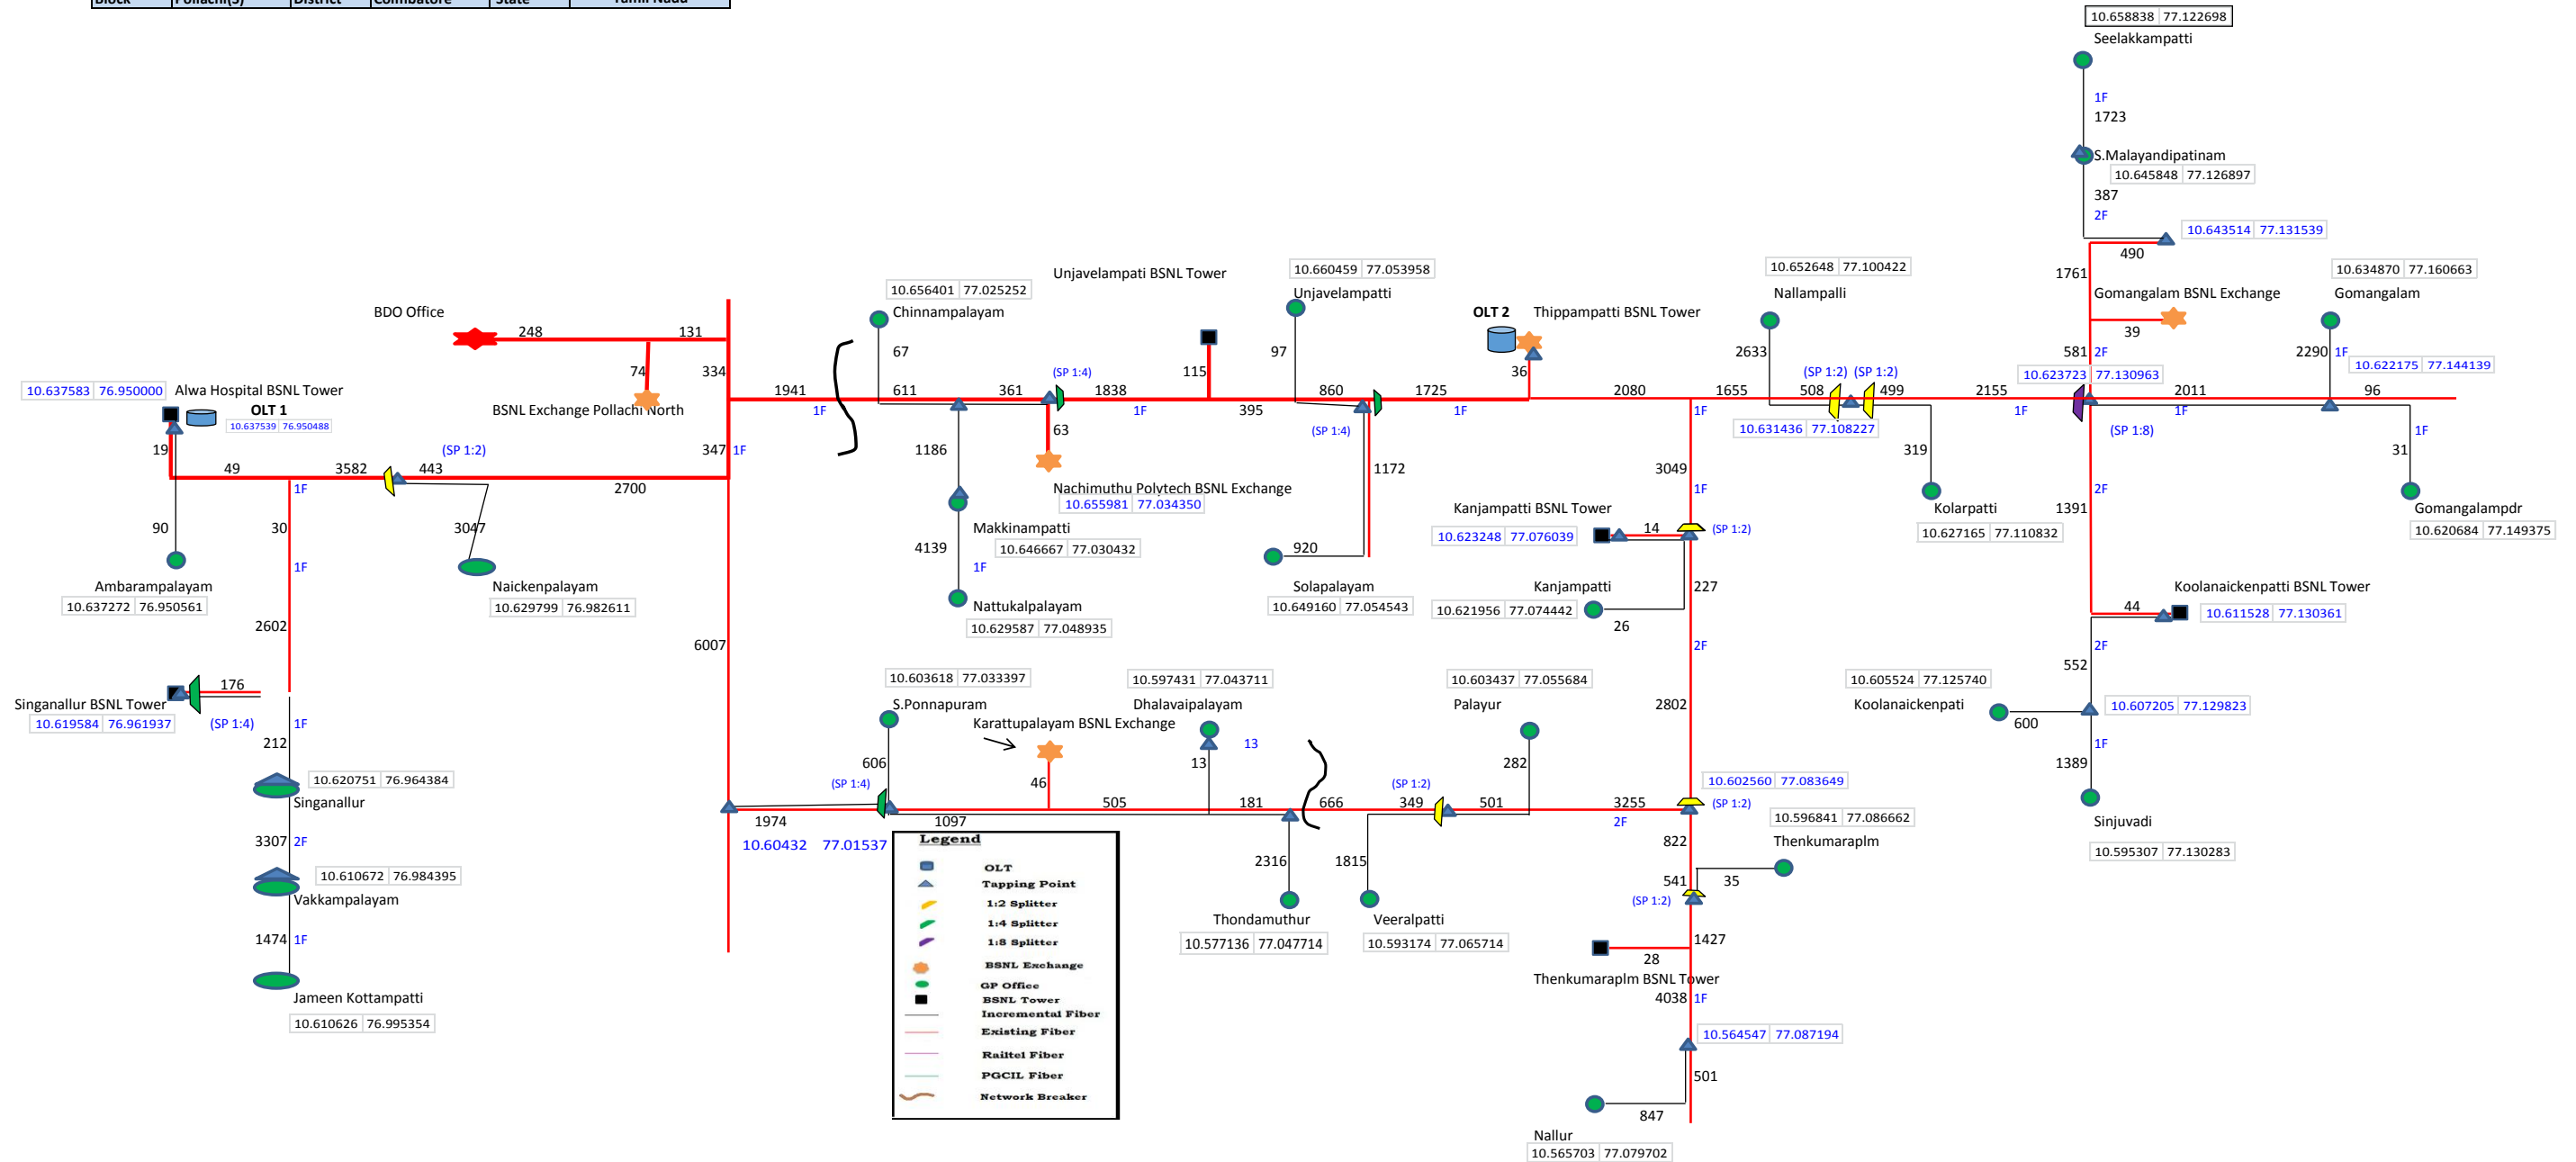 Block Pollachi(S) District Coimbatore State Tamil Nadu
10.658838 77.122698
Seelakkampatti
1F
1723
S.Malayandipatinam
10.645848 77.126897
387
2F
10.643514 77.131539
490
1761
Gomangalam BSNL Exchange
39
581 2F
10.623723 77.130963
10.634870 77.160663
Gomangalam
2290 1F
10.622175 77.144139
96
2011
1F
(SP 1:8)
1F
31
Gomangalampdr
10.620684 77.149375
BDO Office
248
131
74
334
BSNL Exchange Pollachi North
347 1F
10.637583 76.950000
Alwa Hospital BSNL Tower
OLT 1
10.637539 76.950488
19
49
3582
443
(SP 1:2)
2700
1F
90
30
3047
1F
Ambarampalayam
10.637272 76.950561
Naickenpalayam
10.629799 76.982611
2602
176
Singanallur BSNL Tower
10.619584 76.961937
(SP 1:4)
1F
212
10.620751 76.964384
Singanallur
3307 2F
10.610672 76.984395
Vakkampalayam
1474 1F
Jameen Kottampatti
10.610626 76.995354
1941
1F
10.656401 77.025252
Chinnampalayam
67
611
361
(SP 1:4)
1838
1F
63
1186
Nachimuthu Polytech BSNL Exchange
10.655981 77.034350
Makkinampatti
10.646667 77.030432
4139
1F
Nattukalpalayam
10.629587 77.048935
Unjavelampati BSNL Tower
115
395
10.660459 77.053958
Unjavelampatti
97
860
(SP 1:4)
1725
1F
1172
920
Solapalayam
10.649160 77.054543
OLT 2
Thippampatti BSNL Tower
36
2080
1655
1F
10.652648 77.100422
Nallampalli
2633
508
(SP 1:2) (SP 1:2)
499
2155
1F
10.631436 77.108227
319
Kolarpatti
10.627165 77.110832
3049
1F
Kanjampatti BSNL Tower
10.623248 77.076039
14
(SP 1:2)
227
Kanjampatti
10.621956 77.074442
26
2F
2802
2F
1391
Koolanaickenpatti BSNL Tower
44
10.611528 77.130361
2F
552
10.605524 77.125740
Koolanaickenpati
600
10.607205 77.129823
1F
1389
Sinjuvadi
10.595307 77.130283
6007
1974
10.60432 77.01537
10.603618 77.033397
S.Ponnapuram
606
(SP 1:4)
1097
Karattupalayam BSNL Exchange
46
505
10.597431 77.043711
Dhalavaipalayam
13
13
181
666
2316
Thondamuthur
10.577136 77.047714
349
(SP 1:2)
501
1815
Veeralpatti
10.593174 77.065714
10.603437 77.055684
Palayur
282
3255
2F
10.602560 77.083649
(SP 1:2)
822
10.596841 77.086662
Thenkumaraplm
541
35
(SP 1:2)
1427
28
Thenkumaraplm BSNL Tower
4038 1F
10.564547 77.087194
501
847
Nallur
10.565703 77.079702
Legend
OLT
Tapping Point
1:2 Splitter
1:4 Splitter
1:8 Splitter
BSNL Exchange
GP Office
BSNL Tower
Incremental Fiber
Existing Fiber
Railtel Fiber
PGCIL Fiber
Network Breaker